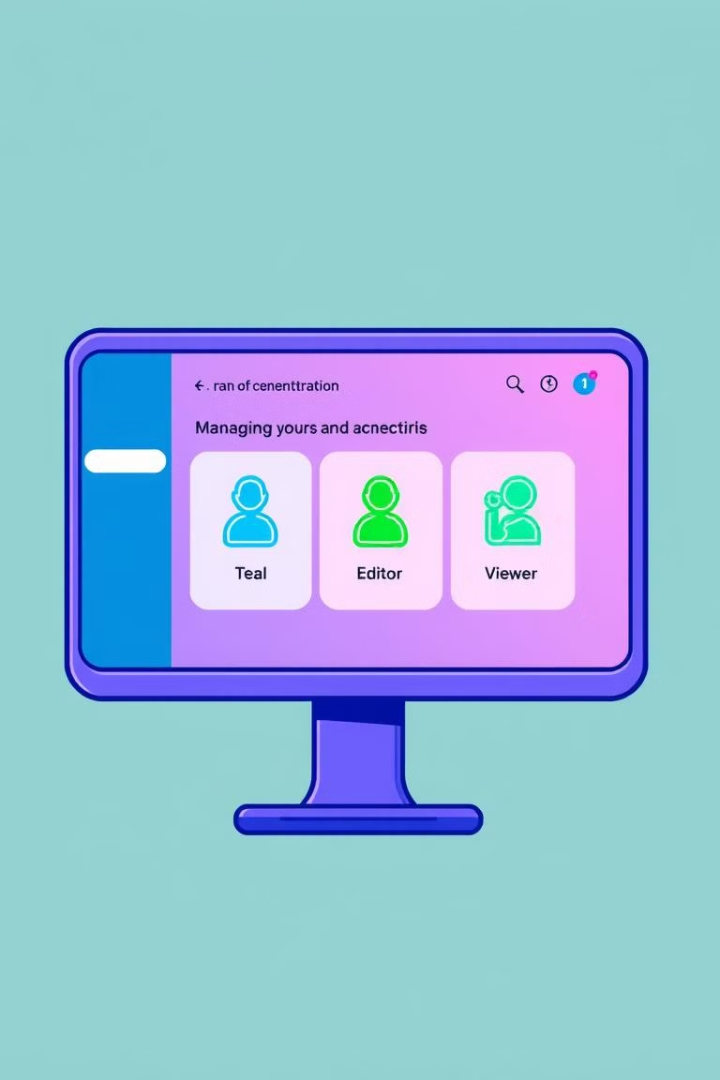 ran of cenenttration
1
Managing yours and acnectiris
Teal
Editor
Viewer